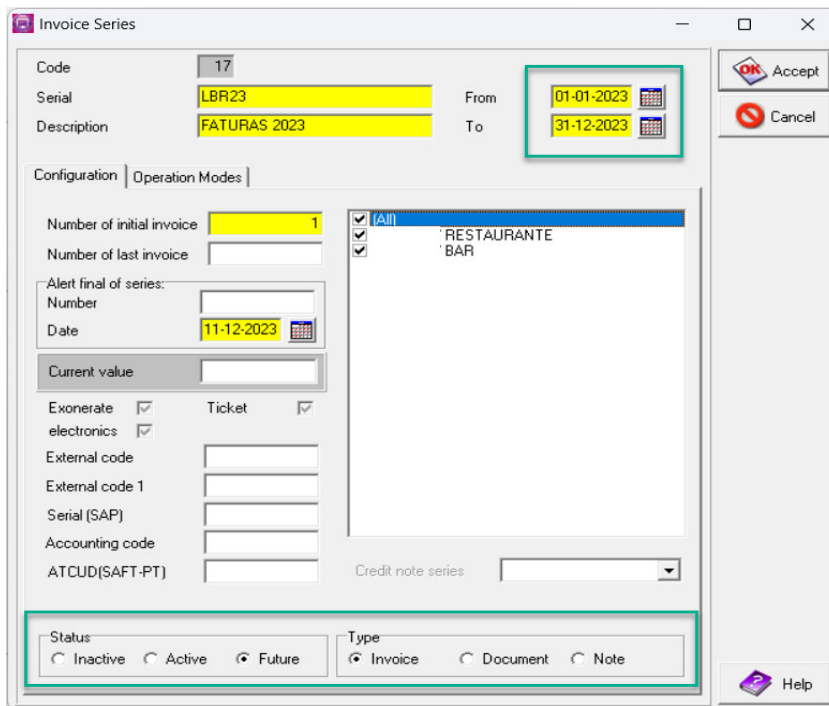 Invoice Series
Code 17
Serial LBR23 From 01-01-2023
Description FATURAS 2023 To 31-12-2023
OK Accept
Cancel
Configuration Operation Modes
Number of initial invoice 1
Number of last invoice
Alert final of series:
Number
Date 11-12-2023
Current value
Exonerate Ticket
electronics
External code
External code 1
Serial (SAP)
Accounting code
ATCUD(SAFT-PT)
(All)
RESTAURANTE
BAR
Credit note series
Status
Inactive Active Future
Type
Invoice Document Note
Help